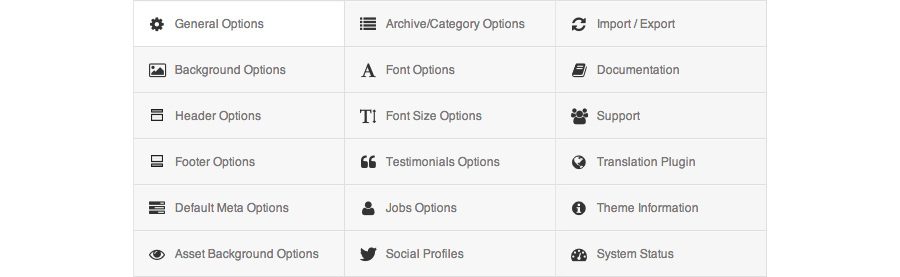 General Options
Archive/Category Options
Import / Export
Background Options
Font Options
Documentation
Header Options
Font Size Options
Support
Footer Options
Testimonials Options
Translation Plugin
Default Meta Options
Jobs Options
Theme Information
Asset Background Options
Social Profiles
System Status